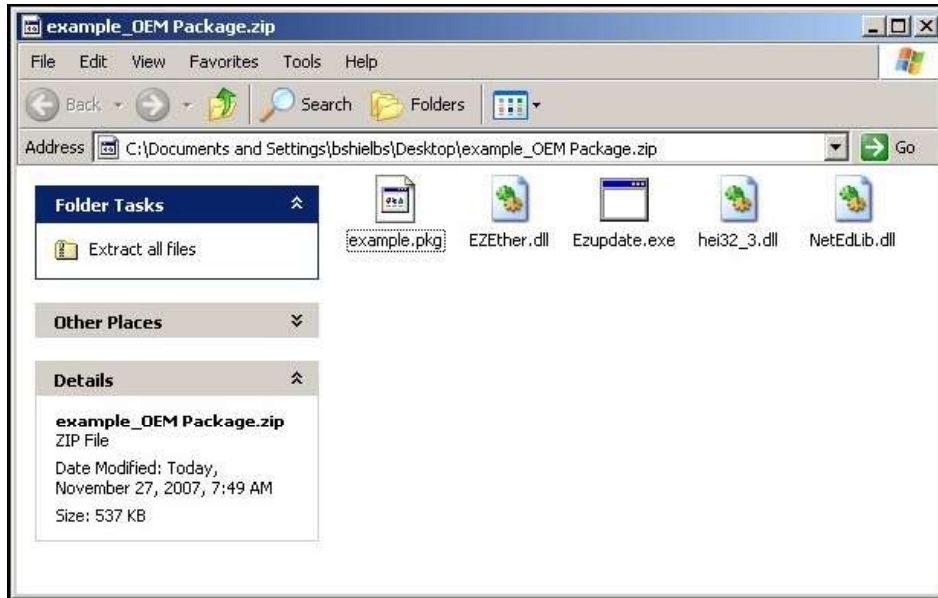 example_OEM Package.zip
File Edit View Favorites Tools Help
Back Search Folders
Address C:\Documents and Settings\bshielbs\Desktop\example_OEM Package.zip Go
Folder Tasks
Extract all files
Other Places
Details
example_OEM Package.zip
ZIP File
Date Modified: Today,
November 27, 2007, 7:49 AM
Size: 537 KB
example.pkg EZEther.dll Ezupdate.exe hei32_3.dll NetEdLib.dll